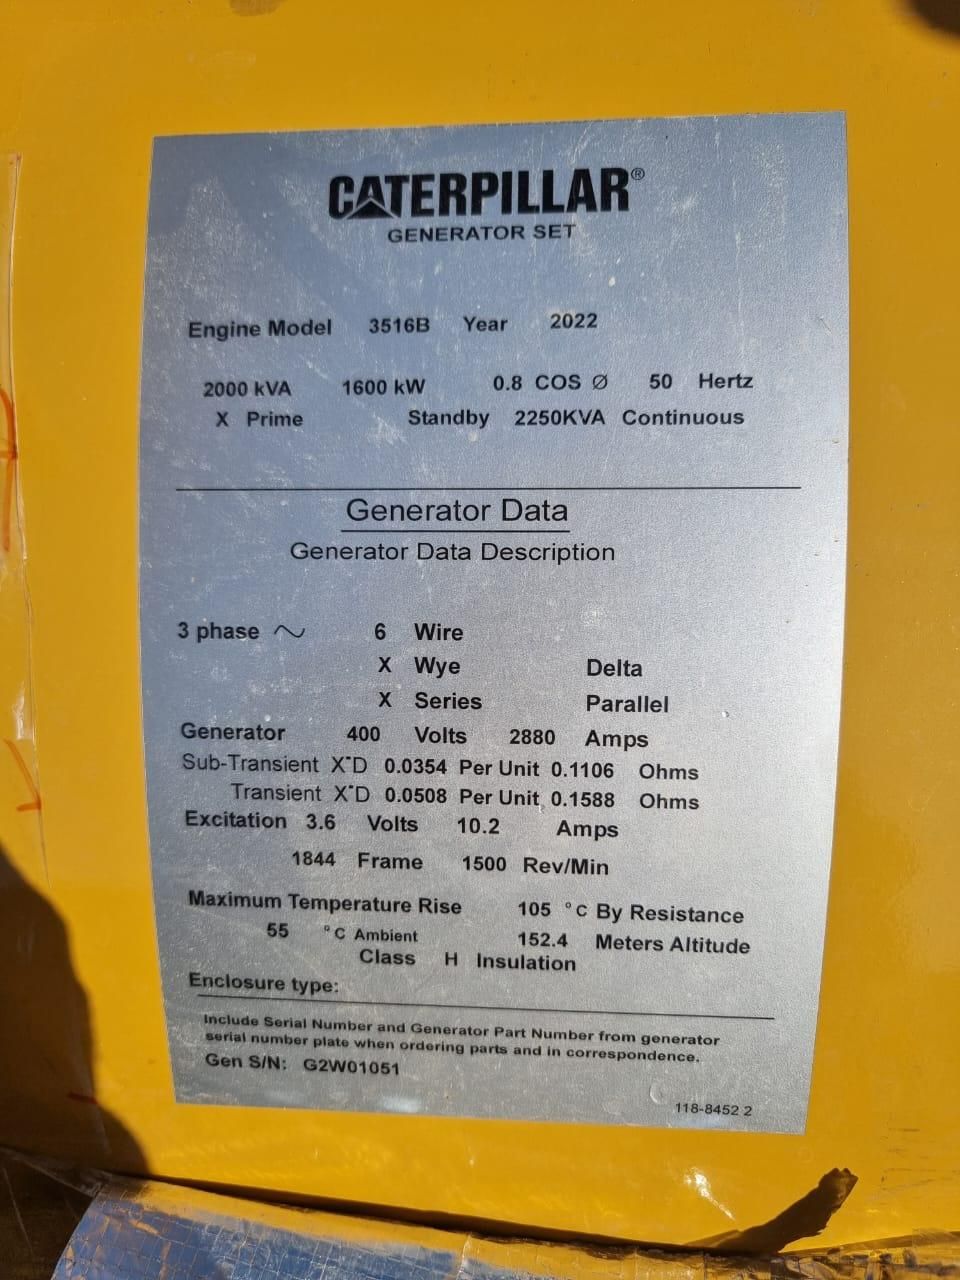 CATERPILLAR®
GENERATOR SET
Engine Model 3516B Year 2022
2000 kVA 1600 kW 0.8 COS Ø 50 Hertz
X Prime Standby 2250KVA Continuous
Generator Data
Generator Data Description
3 phase ~ 6 Wire
X Wye Delta
X Series Parallel
Generator 400 Volts 2880 Amps
Sub-Transient X"D 0.0354 Per Unit 0.1106 Ohms
Transient X"D 0.0508 Per Unit 0.1588 Ohms
Excitation 3.6 Volts 10.2 Amps
1844 Frame 1500 Rev/Min
Maximum Temperature Rise 105 °C By Resistance
55 °C Ambient 152.4 Meters Altitude
Class H Insulation
Enclosure type:
Include Serial Number and Generator Part Number from generator
serial number plate when ordering parts and in correspondence.
Gen S/N: G2W01051
118-8452 2